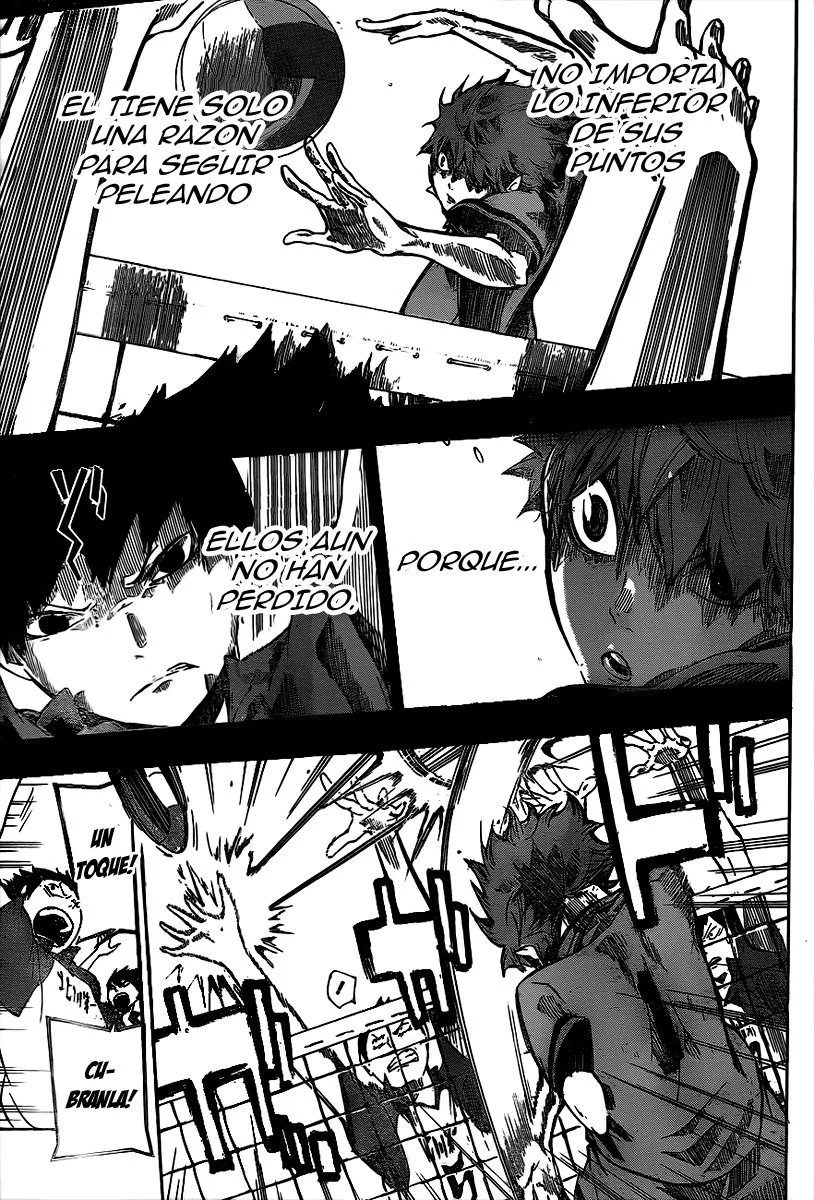 NO IMPORTA
LO INFERIOR
DE SUS
PUNTOS
EL TIENE SOLO
UNA RAZON
PARA SEGUIR
PELEANDO
PORQUE...
ELLOS AUN
NO HAN
PERDIDO.
UN
TOQUE!
CU-
BRANLA!